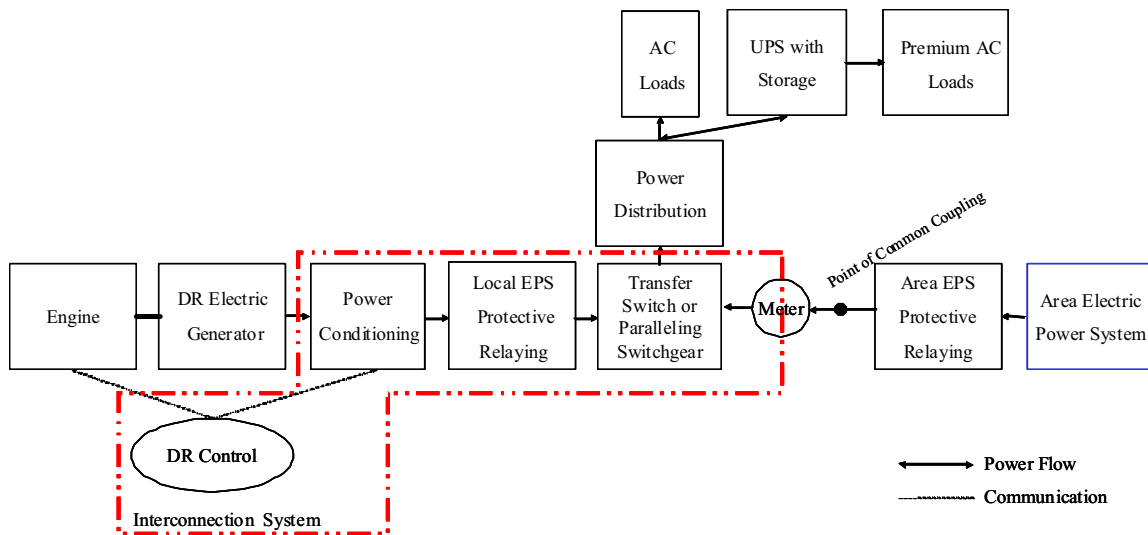 AC
Loads
UPS with
Storage
Premium AC
Loads
Power
Distribution
Point of Common Coupling
Engine
DR Electric
Generator
Power
Conditioning
Local EPS
Protective
Relaying
Transfer
Switch or
Paralleling
Switchgear
Meter
Area EPS
Protective
Relaying
Area Electric
Power System
DR Control
Interconnection System
Power Flow
Communication